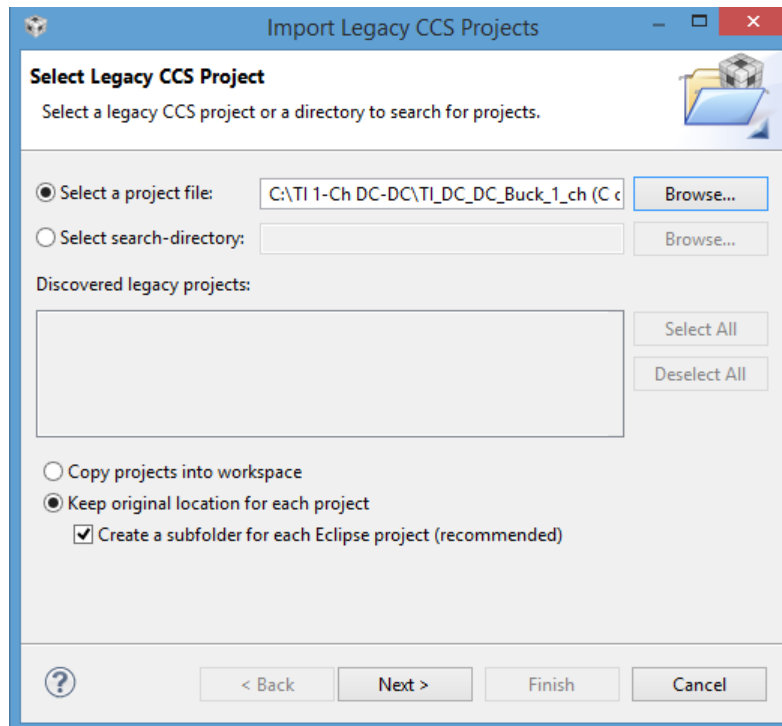 Import Legacy CCS Projects
Select Legacy CCS Project
Select a legacy CCS project or a directory to search for projects.
Select a project file: C:\TI 1-Ch DC-DC\TI_DC_DC_Buck_1_ch (C c Browse...
Select search-directory: Browse...
Discovered legacy projects:
Select All
Deselect All
Copy projects into workspace
Keep original location for each project
Create a subfolder for each Eclipse project (recommended)
? < Back Next > Finish Cancel